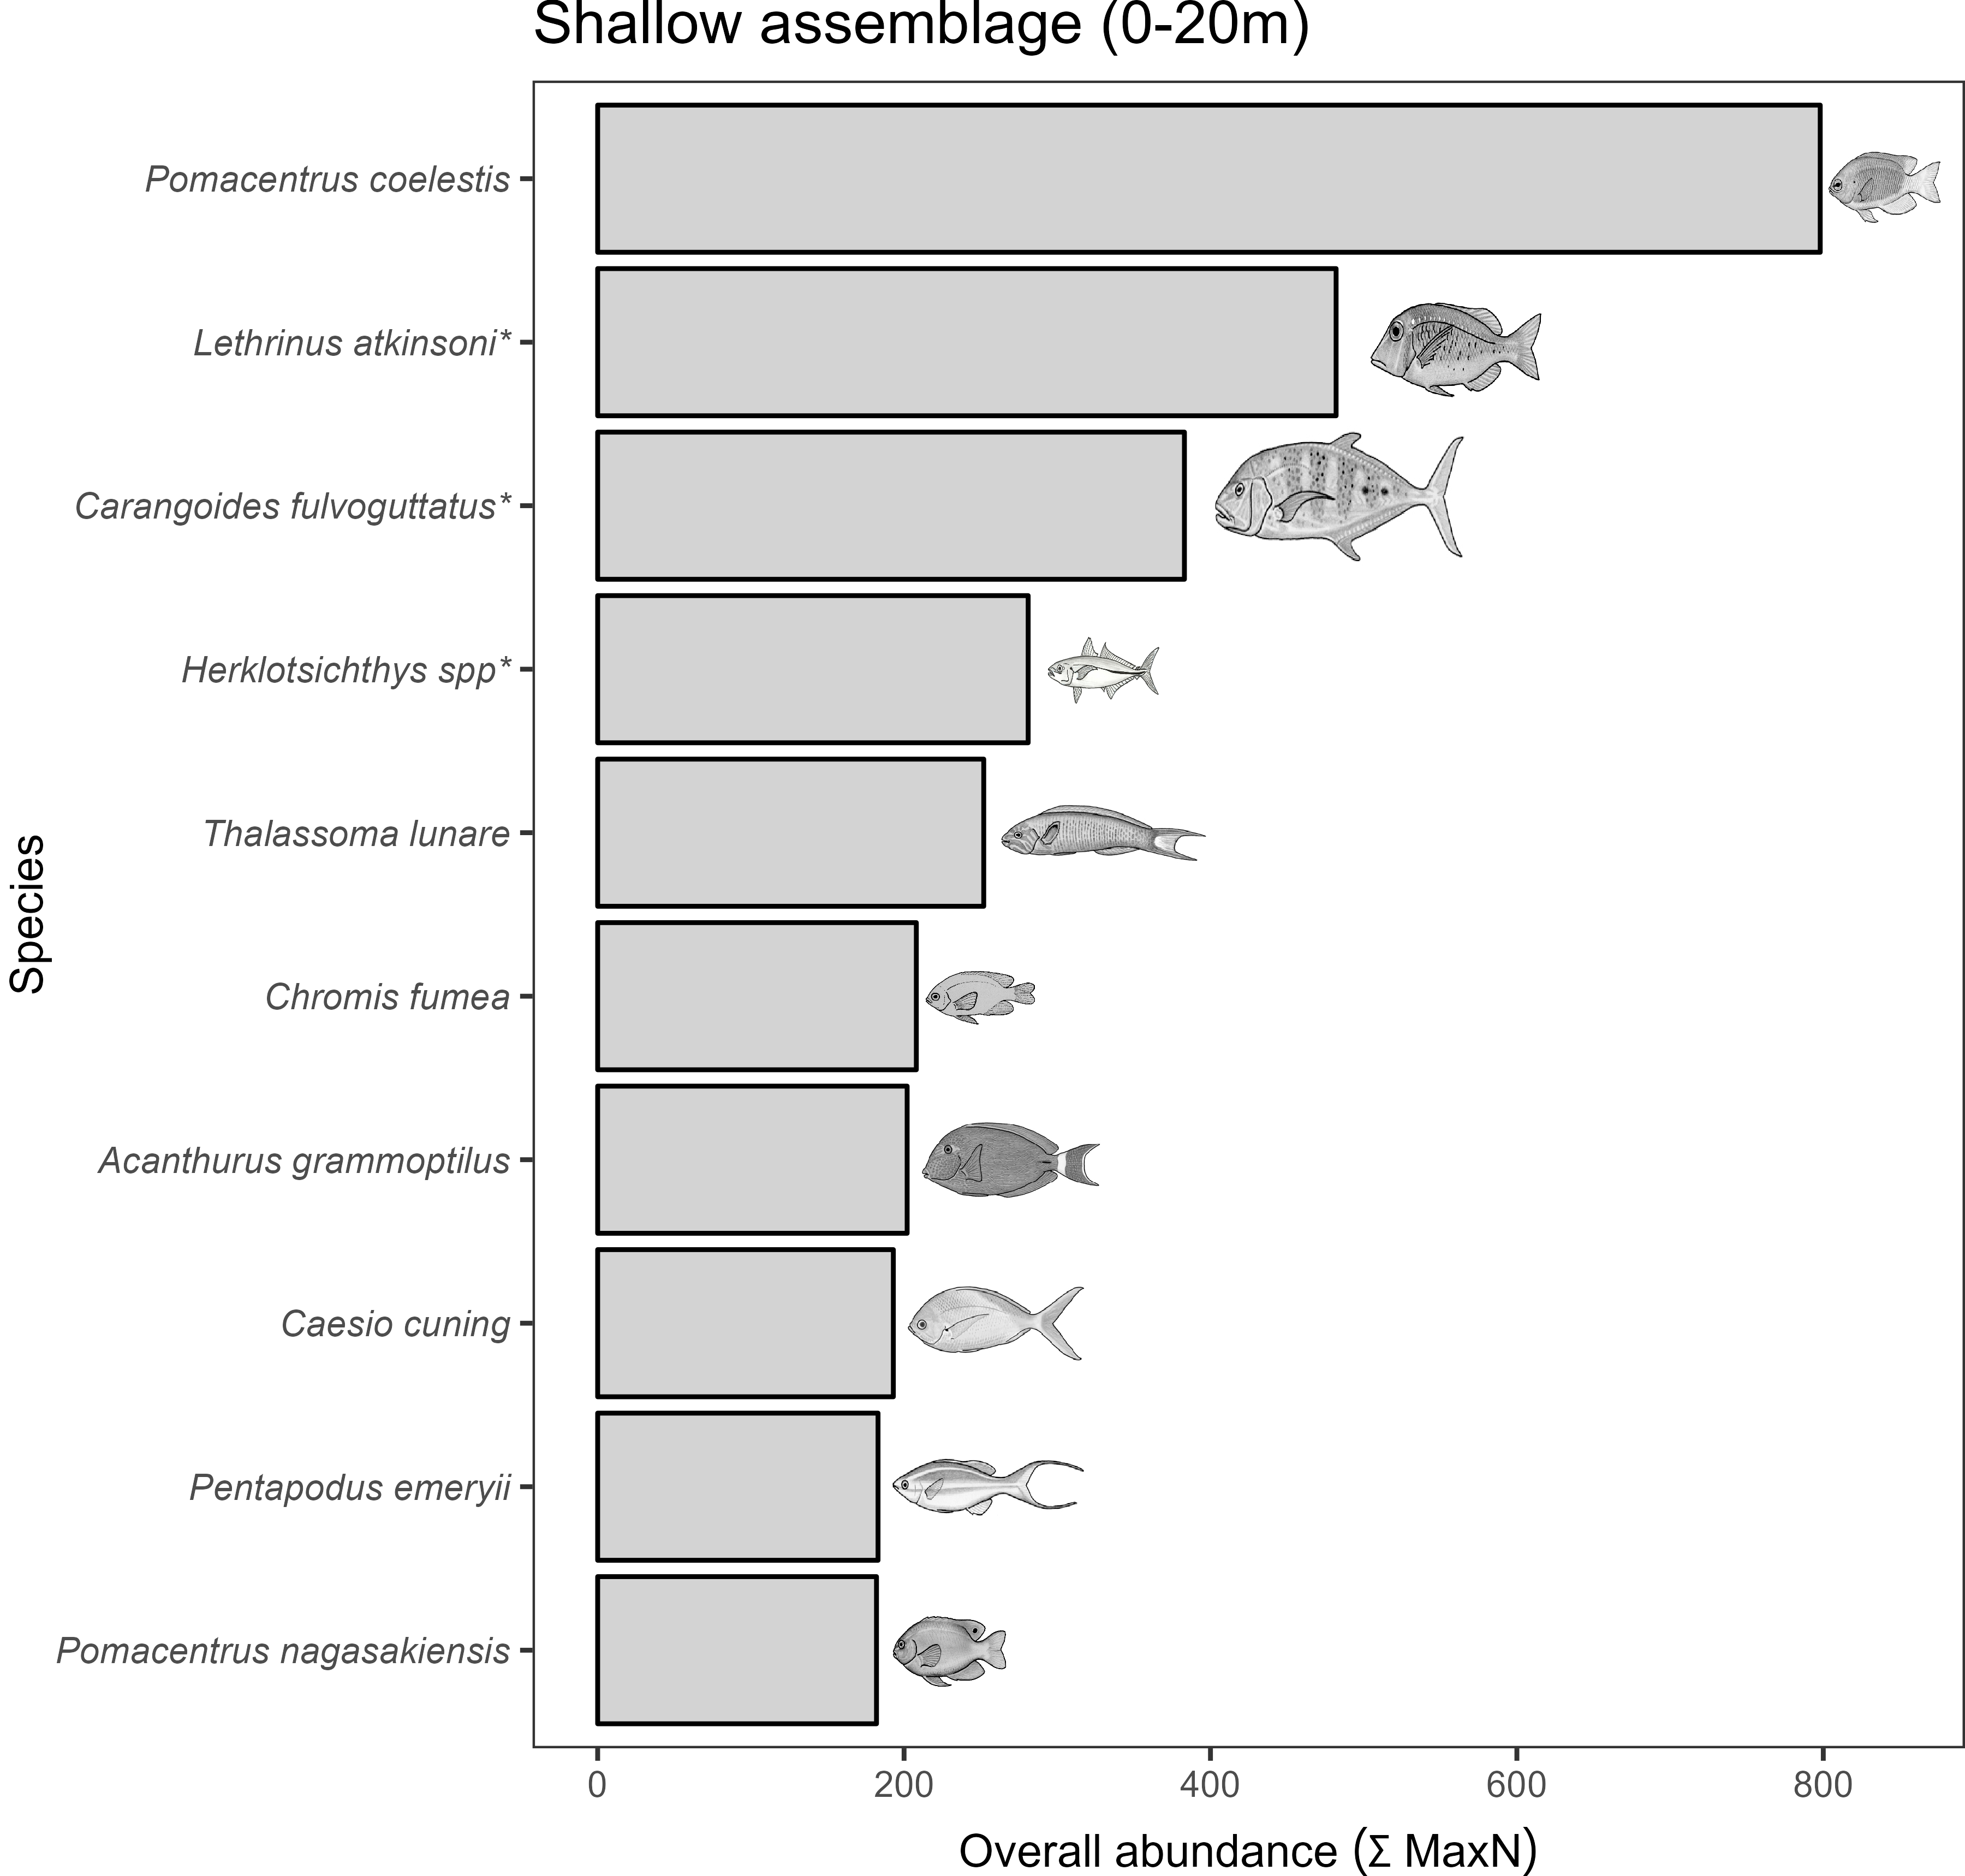 Shallow assemblage (0-20m)
Pomacentrus coelestis
Lethrinus atkinsoni*
Carangoides fulvoguttatus*
Herklotsichthys spp*
Thalassoma lunare
Chromis fumea
Acanthurus grammoptilus
Caesio cuning
Pentapodus emeryii
Pomacentrus nagasakiensis
Species
0 200 400 600 800
Overall abundance (Σ MaxN)